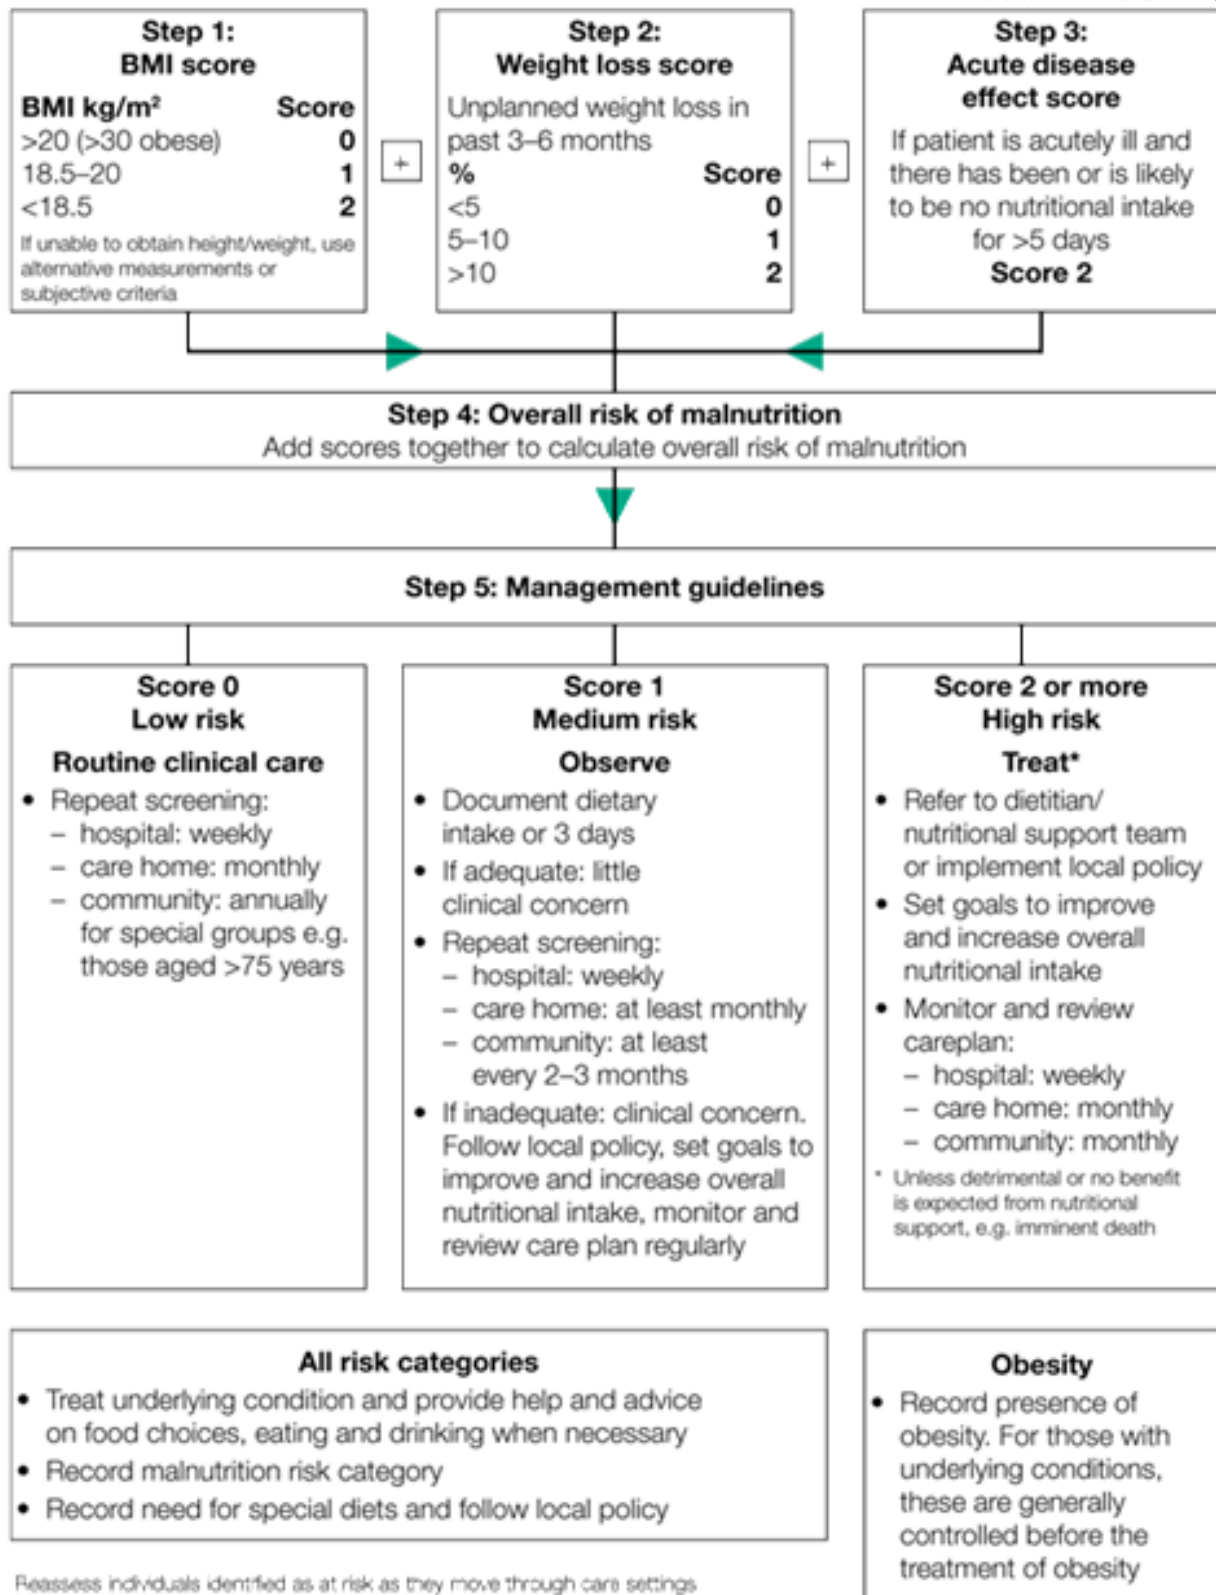 Step 1:
BMI score
BMI kg/m² Score
>20 (>30 obese) 0
18.5–20 1
<18.5 2
If unable to obtain height/weight, use
alternative measurements or
subjective criteria
+
Step 2:
Weight loss score
Unplanned weight loss in
past 3–6 months
% Score
<5 0
5–10 1
>10 2
+
Step 3:
Acute disease
effect score
If patient is acutely ill and
there has been or is likely
to be no nutritional intake
for >5 days
Score 2
Step 4: Overall risk of malnutrition
Add scores together to calculate overall risk of malnutrition
Step 5: Management guidelines
Score 0
Low risk
Routine clinical care
• Repeat screening:
– hospital: weekly
– care home: monthly
– community: annually
for special groups e.g.
those aged >75 years
Score 1
Medium risk
Observe
• Document dietary
intake or 3 days
• If adequate: little
clinical concern
• Repeat screening:
– hospital: weekly
– care home: at least monthly
– community: at least
every 2–3 months
• If inadequate: clinical concern.
Follow local policy, set goals to
improve and increase overall
nutritional intake, monitor and
review care plan regularly
Score 2 or more
High risk
Treat*
• Refer to dietitian/
nutritional support team
or implement local policy
• Set goals to improve
and increase overall
nutritional intake
• Monitor and review
careplan:
– hospital: weekly
– care home: monthly
– community: monthly
* Unless detrimental or no benefit
is expected from nutritional
support, e.g. imminent death
All risk categories
• Treat underlying condition and provide help and advice
on food choices, eating and drinking when necessary
• Record malnutrition risk category
• Record need for special diets and follow local policy
Obesity
• Record presence of
obesity. For those with
underlying conditions,
these are generally
controlled before the
treatment of obesity
Reassess individuals identified as at risk as they move through care settings